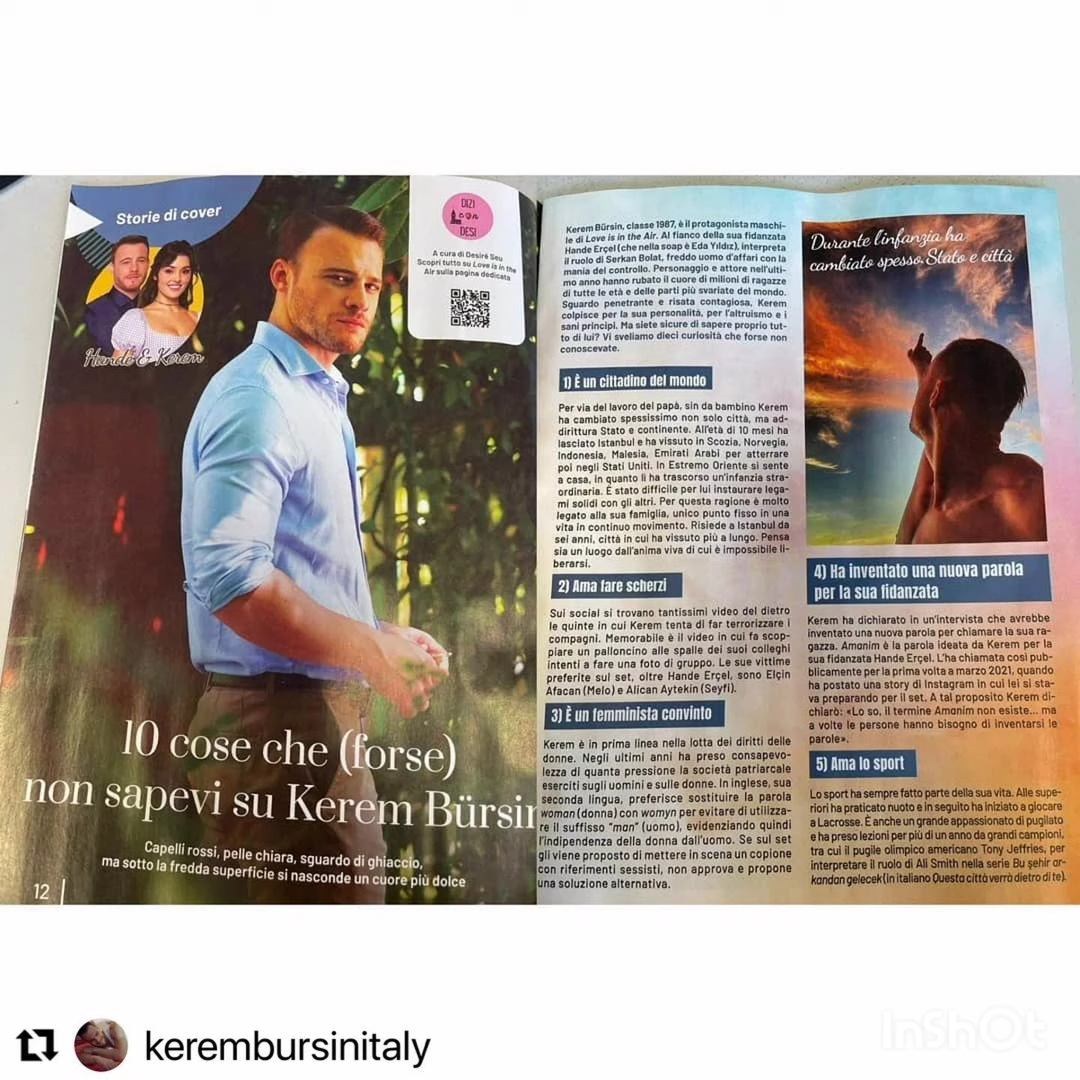 Storie di cover
Handé & Kerem
DIZI
CON
DESI
A cura di Desiré Seu
Scopri tutto su Love is in the
Air sulla pagina dedicata
10 cose che (forse)
non sapevi su Kerem Bürsin
Capelli rossi, pelle chiara, sguardo di ghiaccio,
ma sotto la fredda superficie si nasconde un cuore più dolce
12
Kerem Bürsin, classe 1987, è il protagonista maschi-
le di Love is in the Air. Al fianco della sua fidanzata
Hande Erçel (che nella soap è Eda Yıldız), interpreta
il ruolo di Serkan Bolat, freddo uomo d'affari con la
mania del controllo. Personaggio e attore nell'ulti-
mo anno hanno rubato il cuore di milioni di ragazze
di tutte le età e delle parti più svariate del mondo.
Sguardo penetrante e risata contagiosa, Kerem
colpisce per la sua personalità, per l'altruismo e i
sani principi. Ma siete sicure di sapere proprio tut-
to di lui? Vi sveliamo dieci curiosità che forse non
conoscevate.
1) È un cittadino del mondo
Per via del lavoro del papà, sin da bambino Kerem
ha cambiato spessissimo non solo città, ma ad-
dirittura Stato e continente. All'età di 10 mesi ha
lasciato Istanbul e ha vissuto in Scozia, Norvegia,
Indonesia, Malesia, Emirati Arabi per atterrare
poi negli Stati Uniti. In Estremo Oriente si sente
a casa, in quanto lì ha trascorso un'infanzia stra-
ordinaria. È stato difficile per lui instaurare lega-
mi solidi con gli altri. Per questa ragione è molto
legato alla sua famiglia, unico punto fisso in una
vita in continuo movimento. Risiede a Istanbul da
sei anni, città in cui ha vissuto più a lungo. Pensa
sia un luogo dall'anima viva di cui è impossibile li-
berarsi.
2) Ama fare scherzi
Sui social si trovano tantissimi video del dietro
le quinte in cui Kerem tenta di far terrorizzare i
compagni. Memorabile è il video in cui fa scop-
piare un palloncino alle spalle dei suoi colleghi
intenti a fare una foto di gruppo. Le sue vittime
preferite sul set, oltre Hande Erçel, sono Elçin
Afacan (Melo) e Alican Aytekin (Seyfi).
3) È un femminista convinto
Kerem è in prima linea nella lotta dei diritti delle
donne. Negli ultimi anni ha preso consapevo-
lezza di quanta pressione la società patriarcale
eserciti sugli uomini e sulle donne. In inglese, sua
seconda lingua, preferisce sostituire la parola
woman (donna) con womyn per evitare di utilizza-
re il suffisso "man" (uomo), evidenziando quindi
l'indipendenza della donna dall'uomo. Se sul set
gli viene proposto di mettere in scena un copione
con riferimenti sessisti, non approva e propone
una soluzione alternativa.
Durante l'infanzia ha
cambiato spesso Stato e città
4) Ha inventato una nuova parola
per la sua fidanzata
Kerem ha dichiarato in un'intervista che avrebbe
inventato una nuova parola per chiamare la sua ra-
gazza. Amanim è la parola ideata da Kerem per la
sua fidanzata Hande Erçel. L'ha chiamata così pub-
blicamente per la prima volta a marzo 2021, quando
ha postato una story di Instagram in cui lei si sta-
va preparando per il set. A tal proposito Kerem di-
chiarò: «Lo so, il termine Amanim non esiste... ma
a volte le persone hanno bisogno di inventarsi le
parole».
5) Ama lo sport
Lo sport ha sempre fatto parte della sua vita. Alle supe-
riori ha praticato nuoto e in seguito ha iniziato a giocare
a Lacrosse. È anche un grande appassionato di pugilato
e ha preso lezioni per più di un anno da grandi campioni,
tra cui il pugile olimpico americano Tony Jeffries, per
interpretare il ruolo di Ali Smith nella serie Bu şehir ar-
kandan gelecek (in italiano Questa città verrà dietro di te).
kerembursinitaly
InShOt